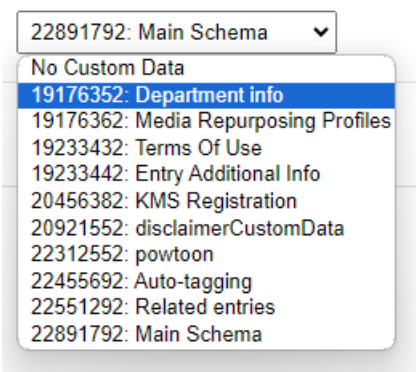 22891792: Main Schema
No Custom Data
19176352: Department info
19176362: Media Repurposing Profiles
19233432: Terms Of Use
19233442: Entry Additional Info
20456382: KMS Registration
20921552: disclaimerCustomData
22312552: powtoon
22455692: Auto-tagging
22551292: Related entries
22891792: Main Schema